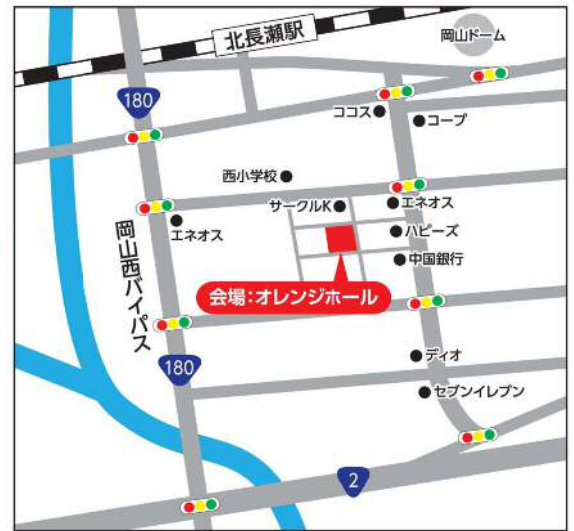 北長瀬駅
岡山ドーム
180
ココス
コープ
西小学校
サークルK
エネオス
エネオス
ハピーズ
中国銀行
岡山西バイパス
会場:オレンジホール
ディオ
180
セブンイレブン
2